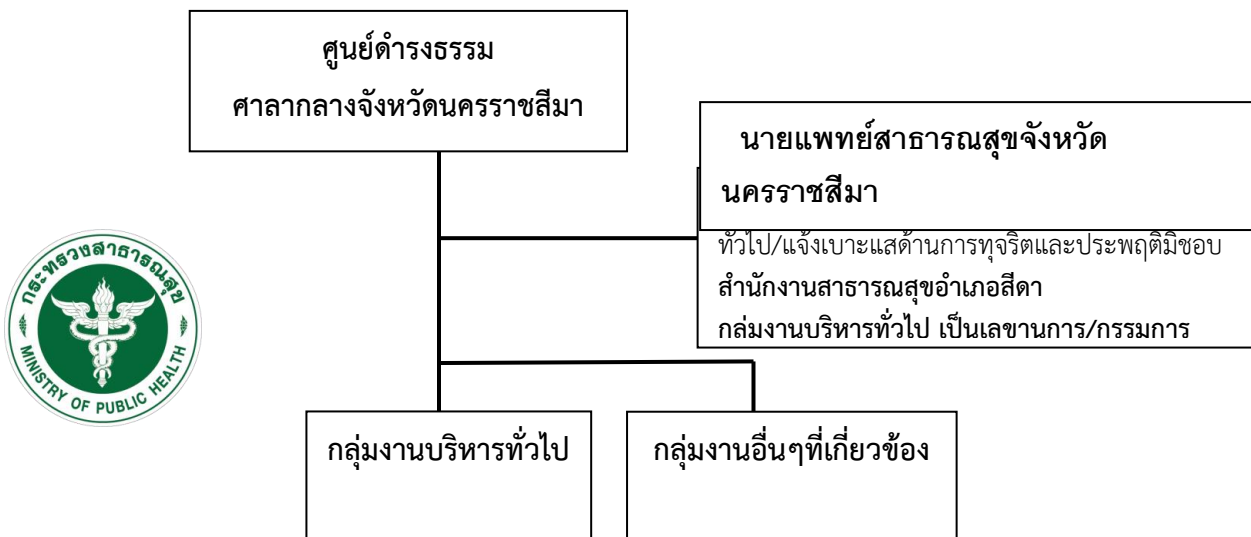 ศูนย์ดำรงธรรม
ศาลากลางจังหวัดนครราชสีมา
นายแพทย์สาธารณสุขจังหวัด
นครราชสีมา
ทั่วไป/แจ้งเบาะแสด้านการทุจริตและประพฤติมิชอบ
สำนักงานสาธารณสุขอำเภอสีดา
กลุ่มงานบริหารทั่วไป เป็นเลขานการ/กรรมการ
กระทรวงสาธารณสุข
MINISTRY OF PUBLIC HEALTH
กลุ่มงานบริหารทั่วไป
กลุ่มงานอื่นๆที่เกี่ยวข้อง